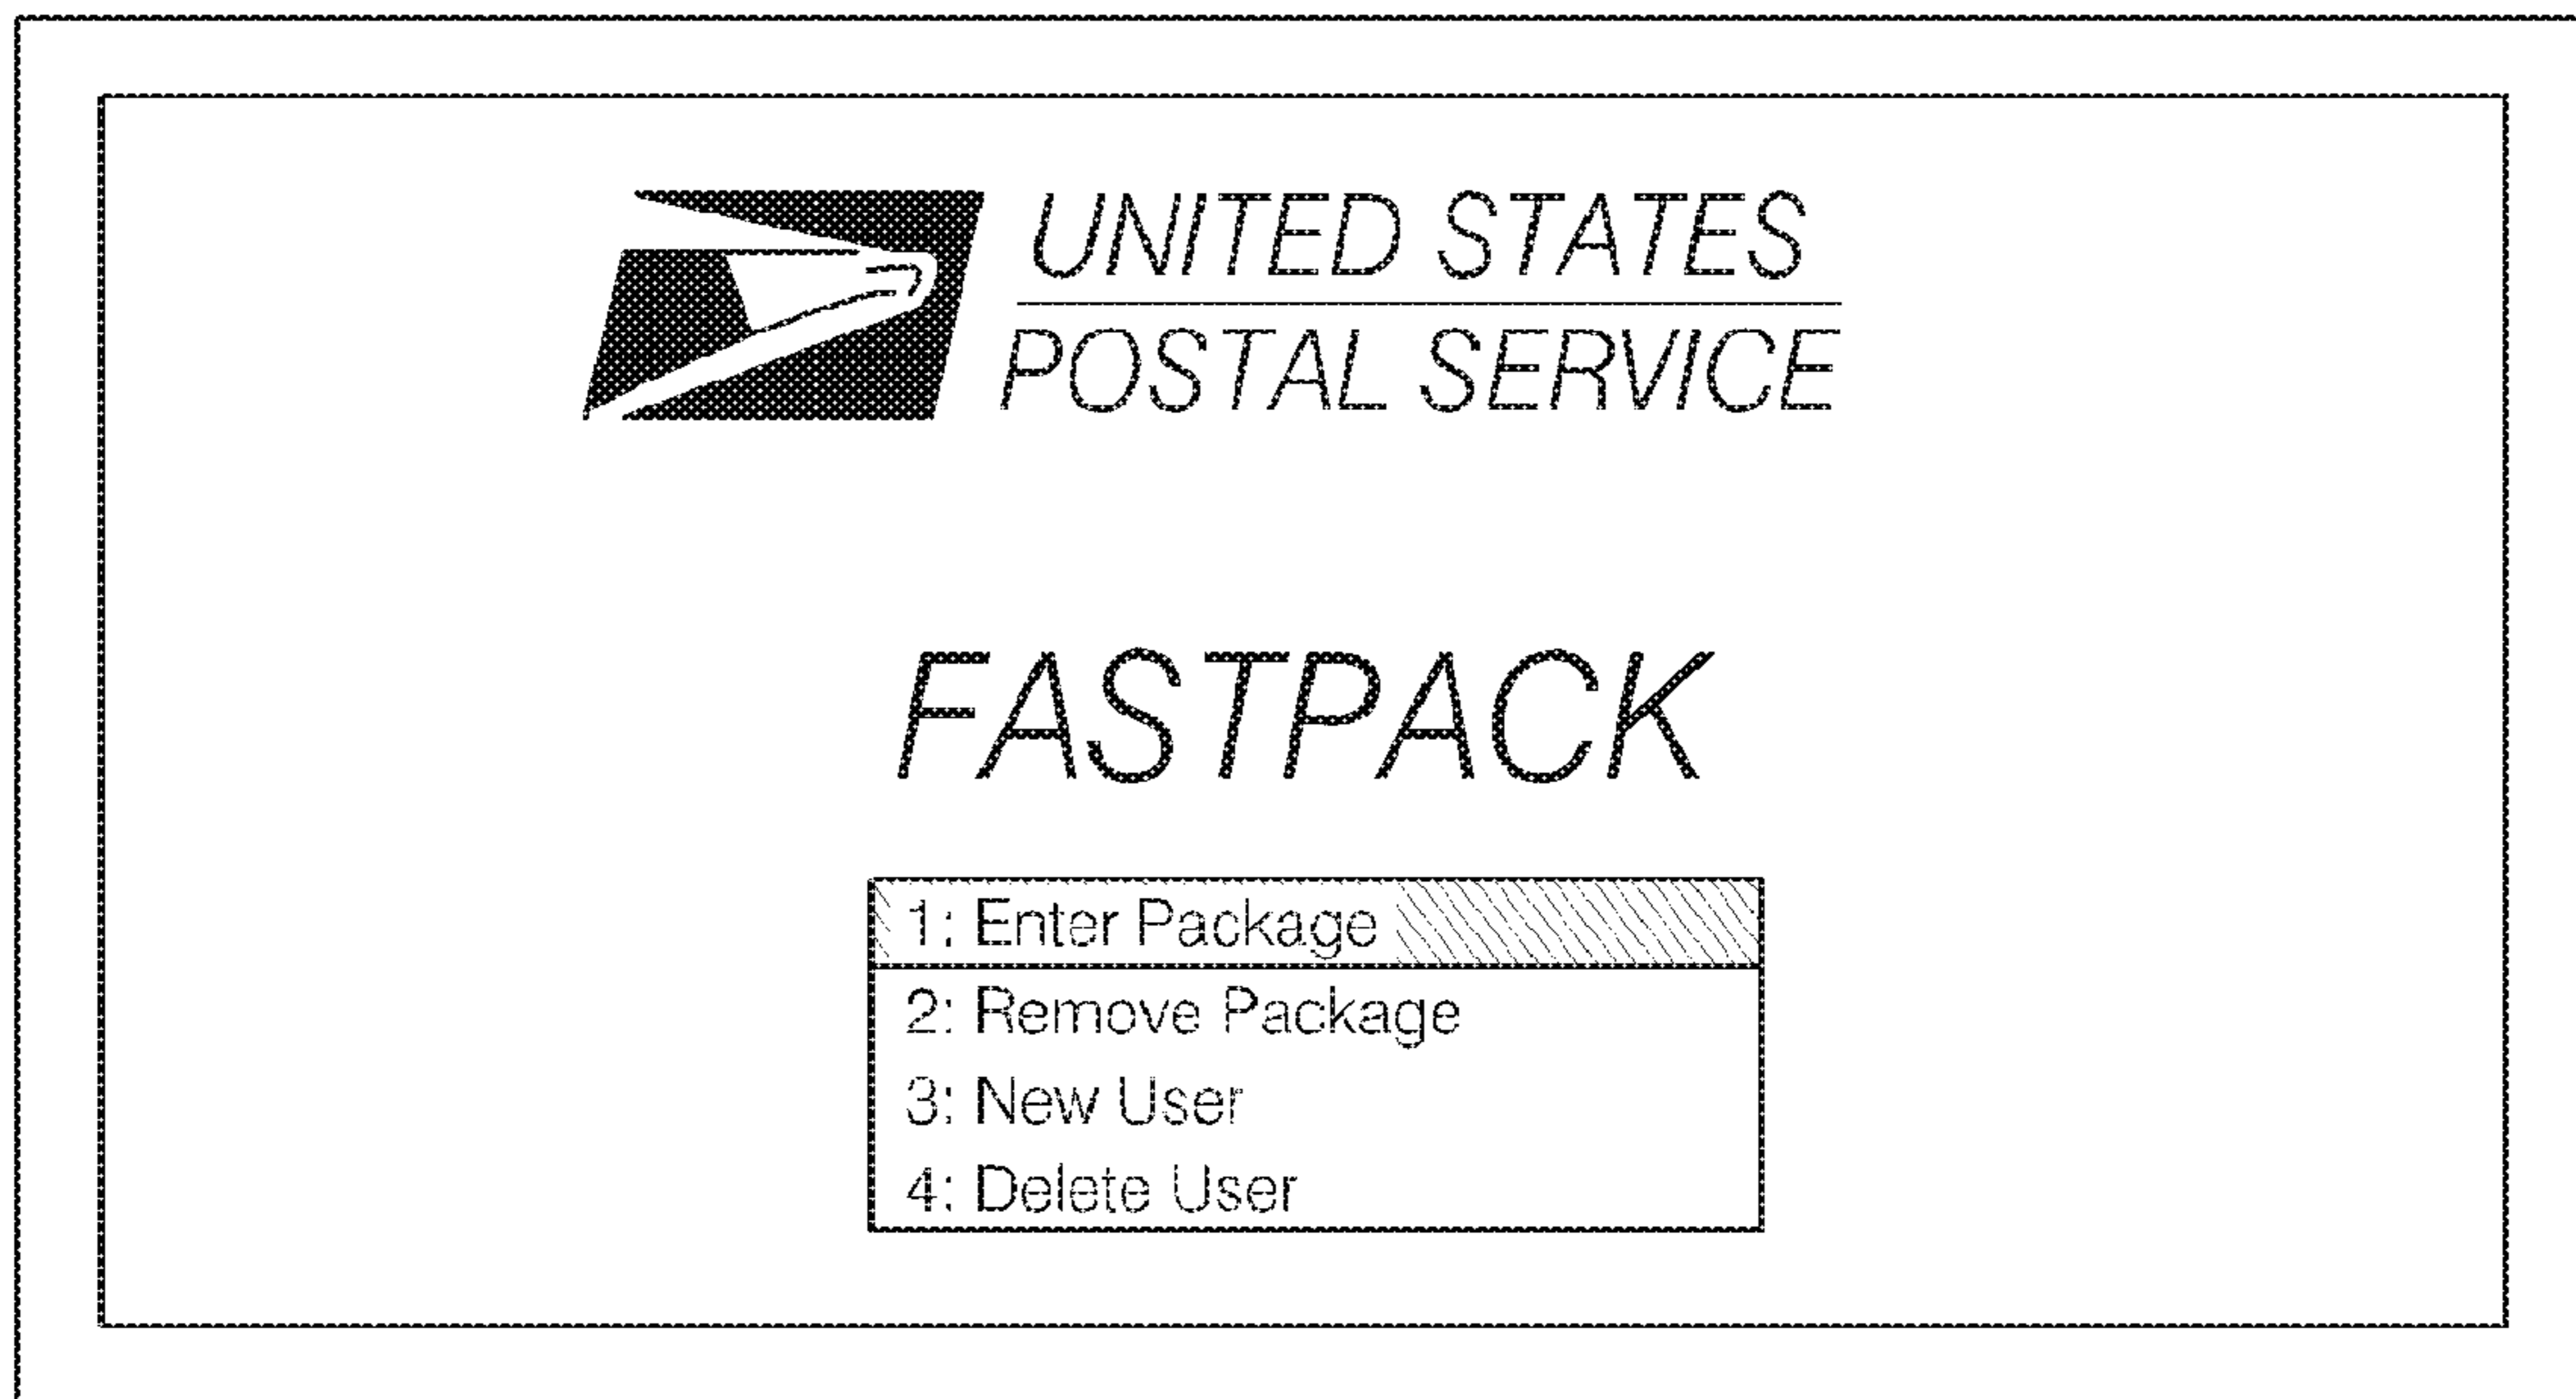 UNITED STATES
POSTAL SERVICE
FASTPACK
1: Enter Package
2: Remove Package
3: New User
4: Delete User